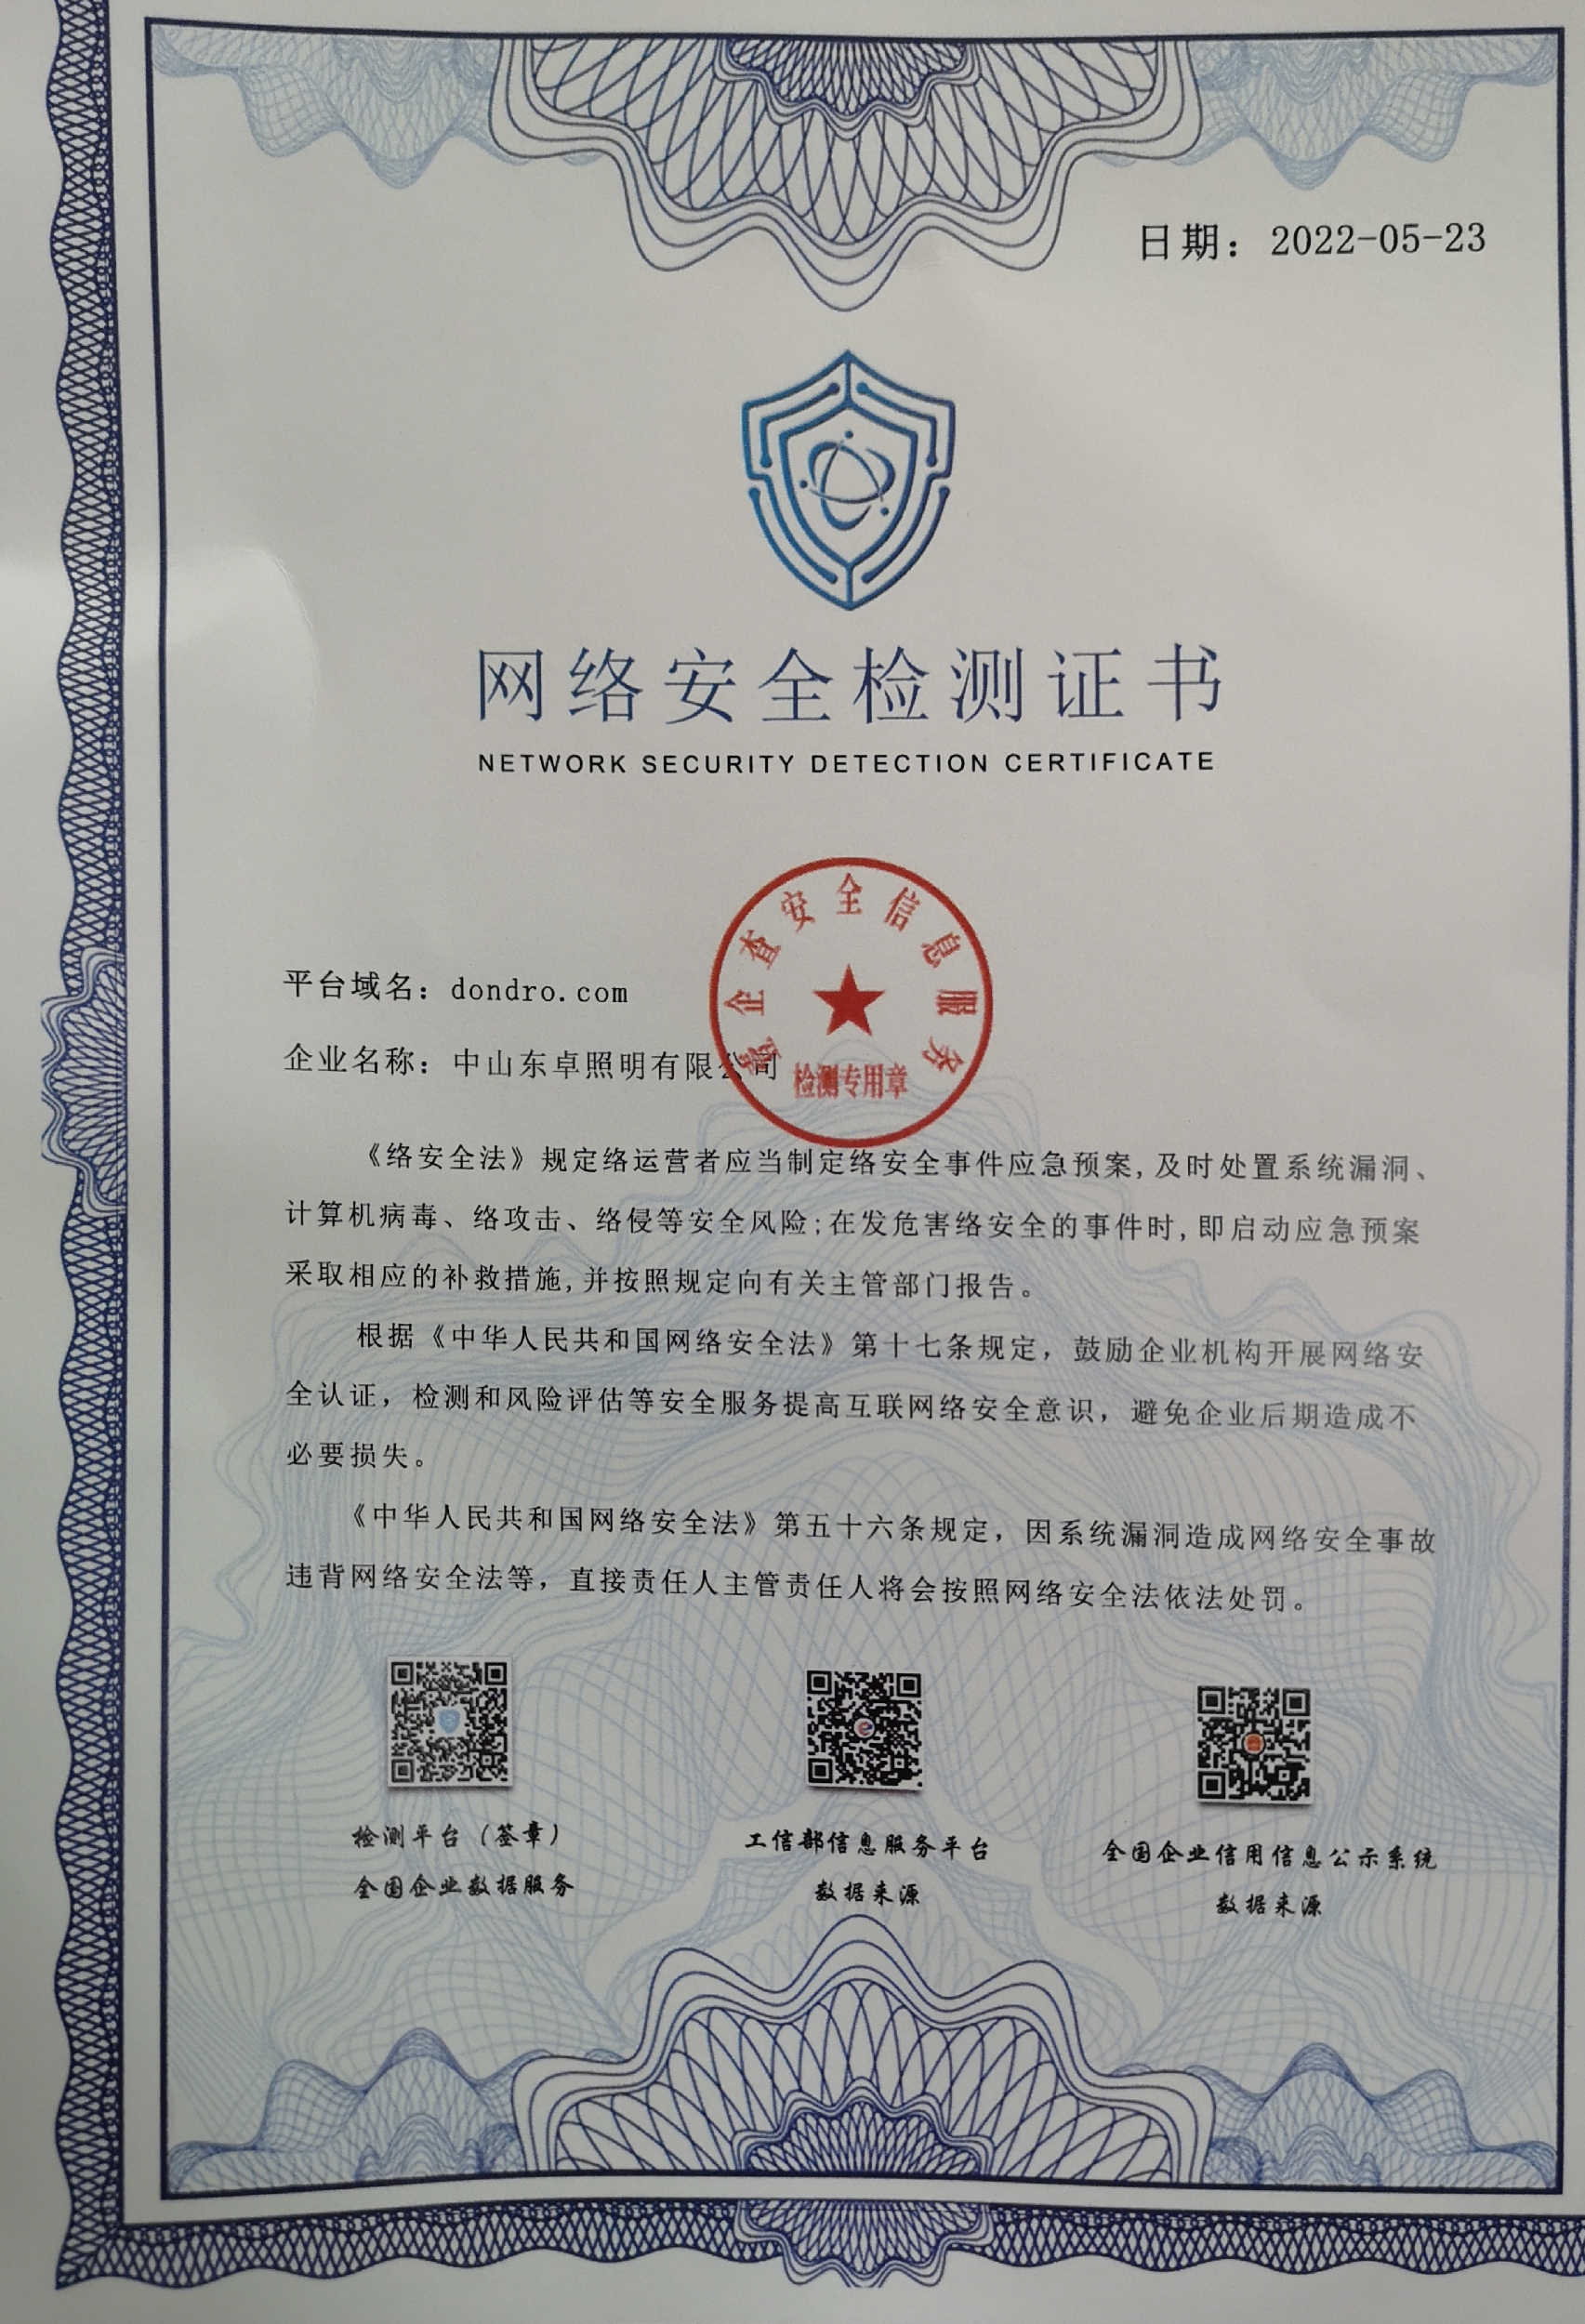 日期：2022-05-23
网络安全检测证书
NETWORK SECURITY DETECTION CERTIFICATE
企查安全信息服务
检测专用章
平台域名：dondro.com
企业名称：中山东卓照明有限公司
《络安全法》规定络运营者应当制定络安全事件应急预案,及时处置系统漏洞、
计算机病毒、络攻击、络侵等安全风险;在发危害络安全的事件时,即启动应急预案
采取相应的补救措施,并按照规定向有关主管部门报告。
根据《中华人民共和国网络安全法》第十七条规定，鼓励企业机构开展网络安
全认证，检测和风险评估等安全服务提高互联网络安全意识，避免企业后期造成不
必要损失。
《中华人民共和国网络安全法》第五十六条规定，因系统漏洞造成网络安全事故
违背网络安全法等，直接责任人主管责任人将会按照网络安全法依法处罚。
检测平台（签章）
全国企业数据服务
工信部信息服务平台
数据来源
全国企业信用信息公示系统
数据来源